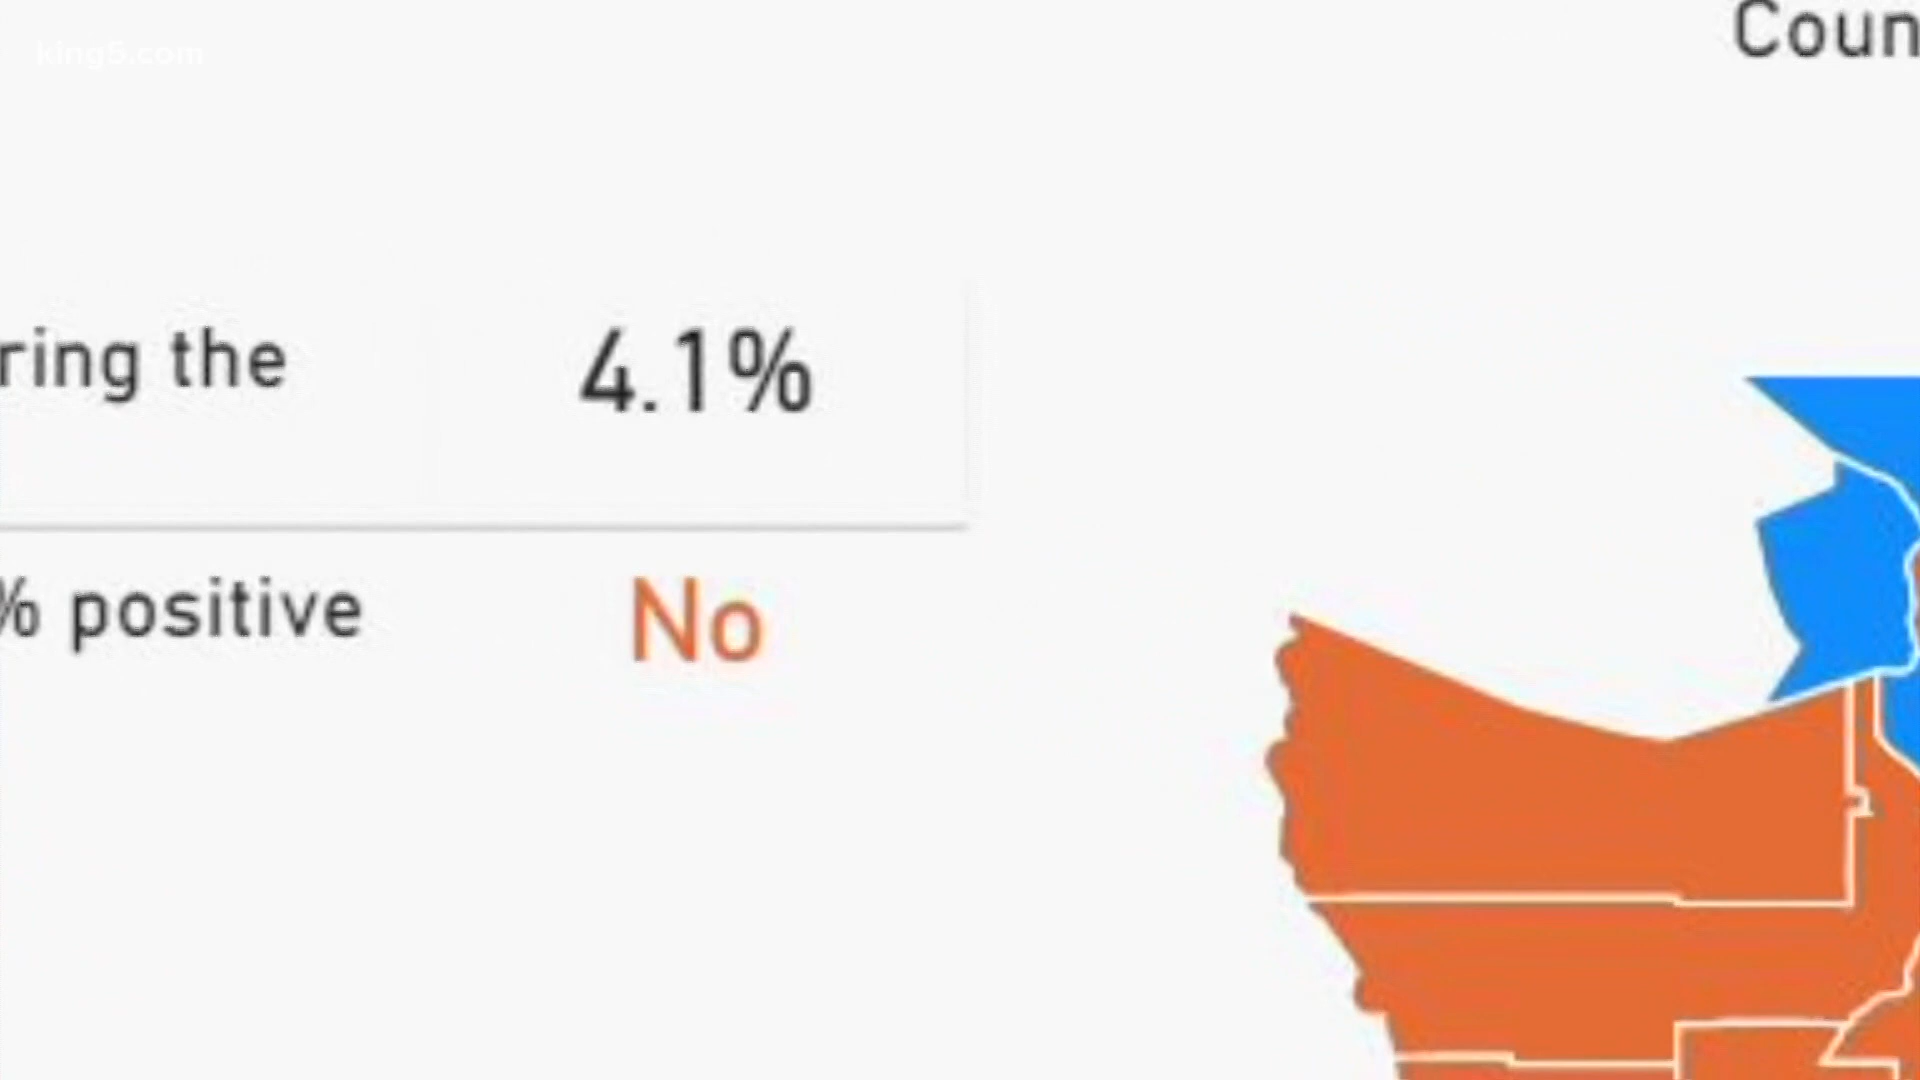 king5.com
Coun
ring the
4.1%
% positive
No